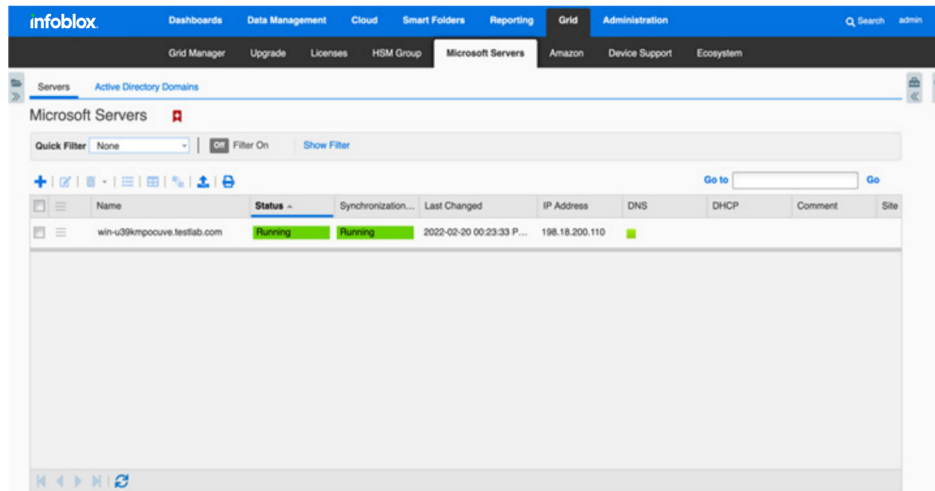 infoblox. Dashboards Data Management Cloud Smart Folders Reporting Grid Administration Search admin
Grid Manager Upgrade Licenses HSM Group Microsoft Servers Amazon Device Support Ecosystem
Servers Active Directory Domains
Microsoft Servers
Quick Filter None Off Filter On Show Filter
Go to Go
Name Status Synchronization... Last Changed IP Address DNS DHCP Comment Site
win-u39kmpocuve.testlab.com Running Running 2022-02-20 00:23:33 P... 198.18.200.110